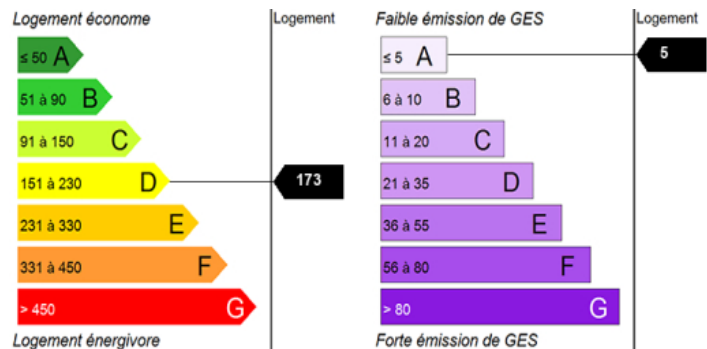 Logement économe
Logement
≤ 50 A
51 à 90 B
91 à 150 C
151 à 230 D
173
231 à 330 E
331 à 450 F
> 450 G
Logement énergivore
Faible émission de GES
Logement
≤ 5 A
5
6 à 10 B
11 à 20 C
21 à 35 D
36 à 55 E
56 à 80 F
> 80 G
Forte émission de GES